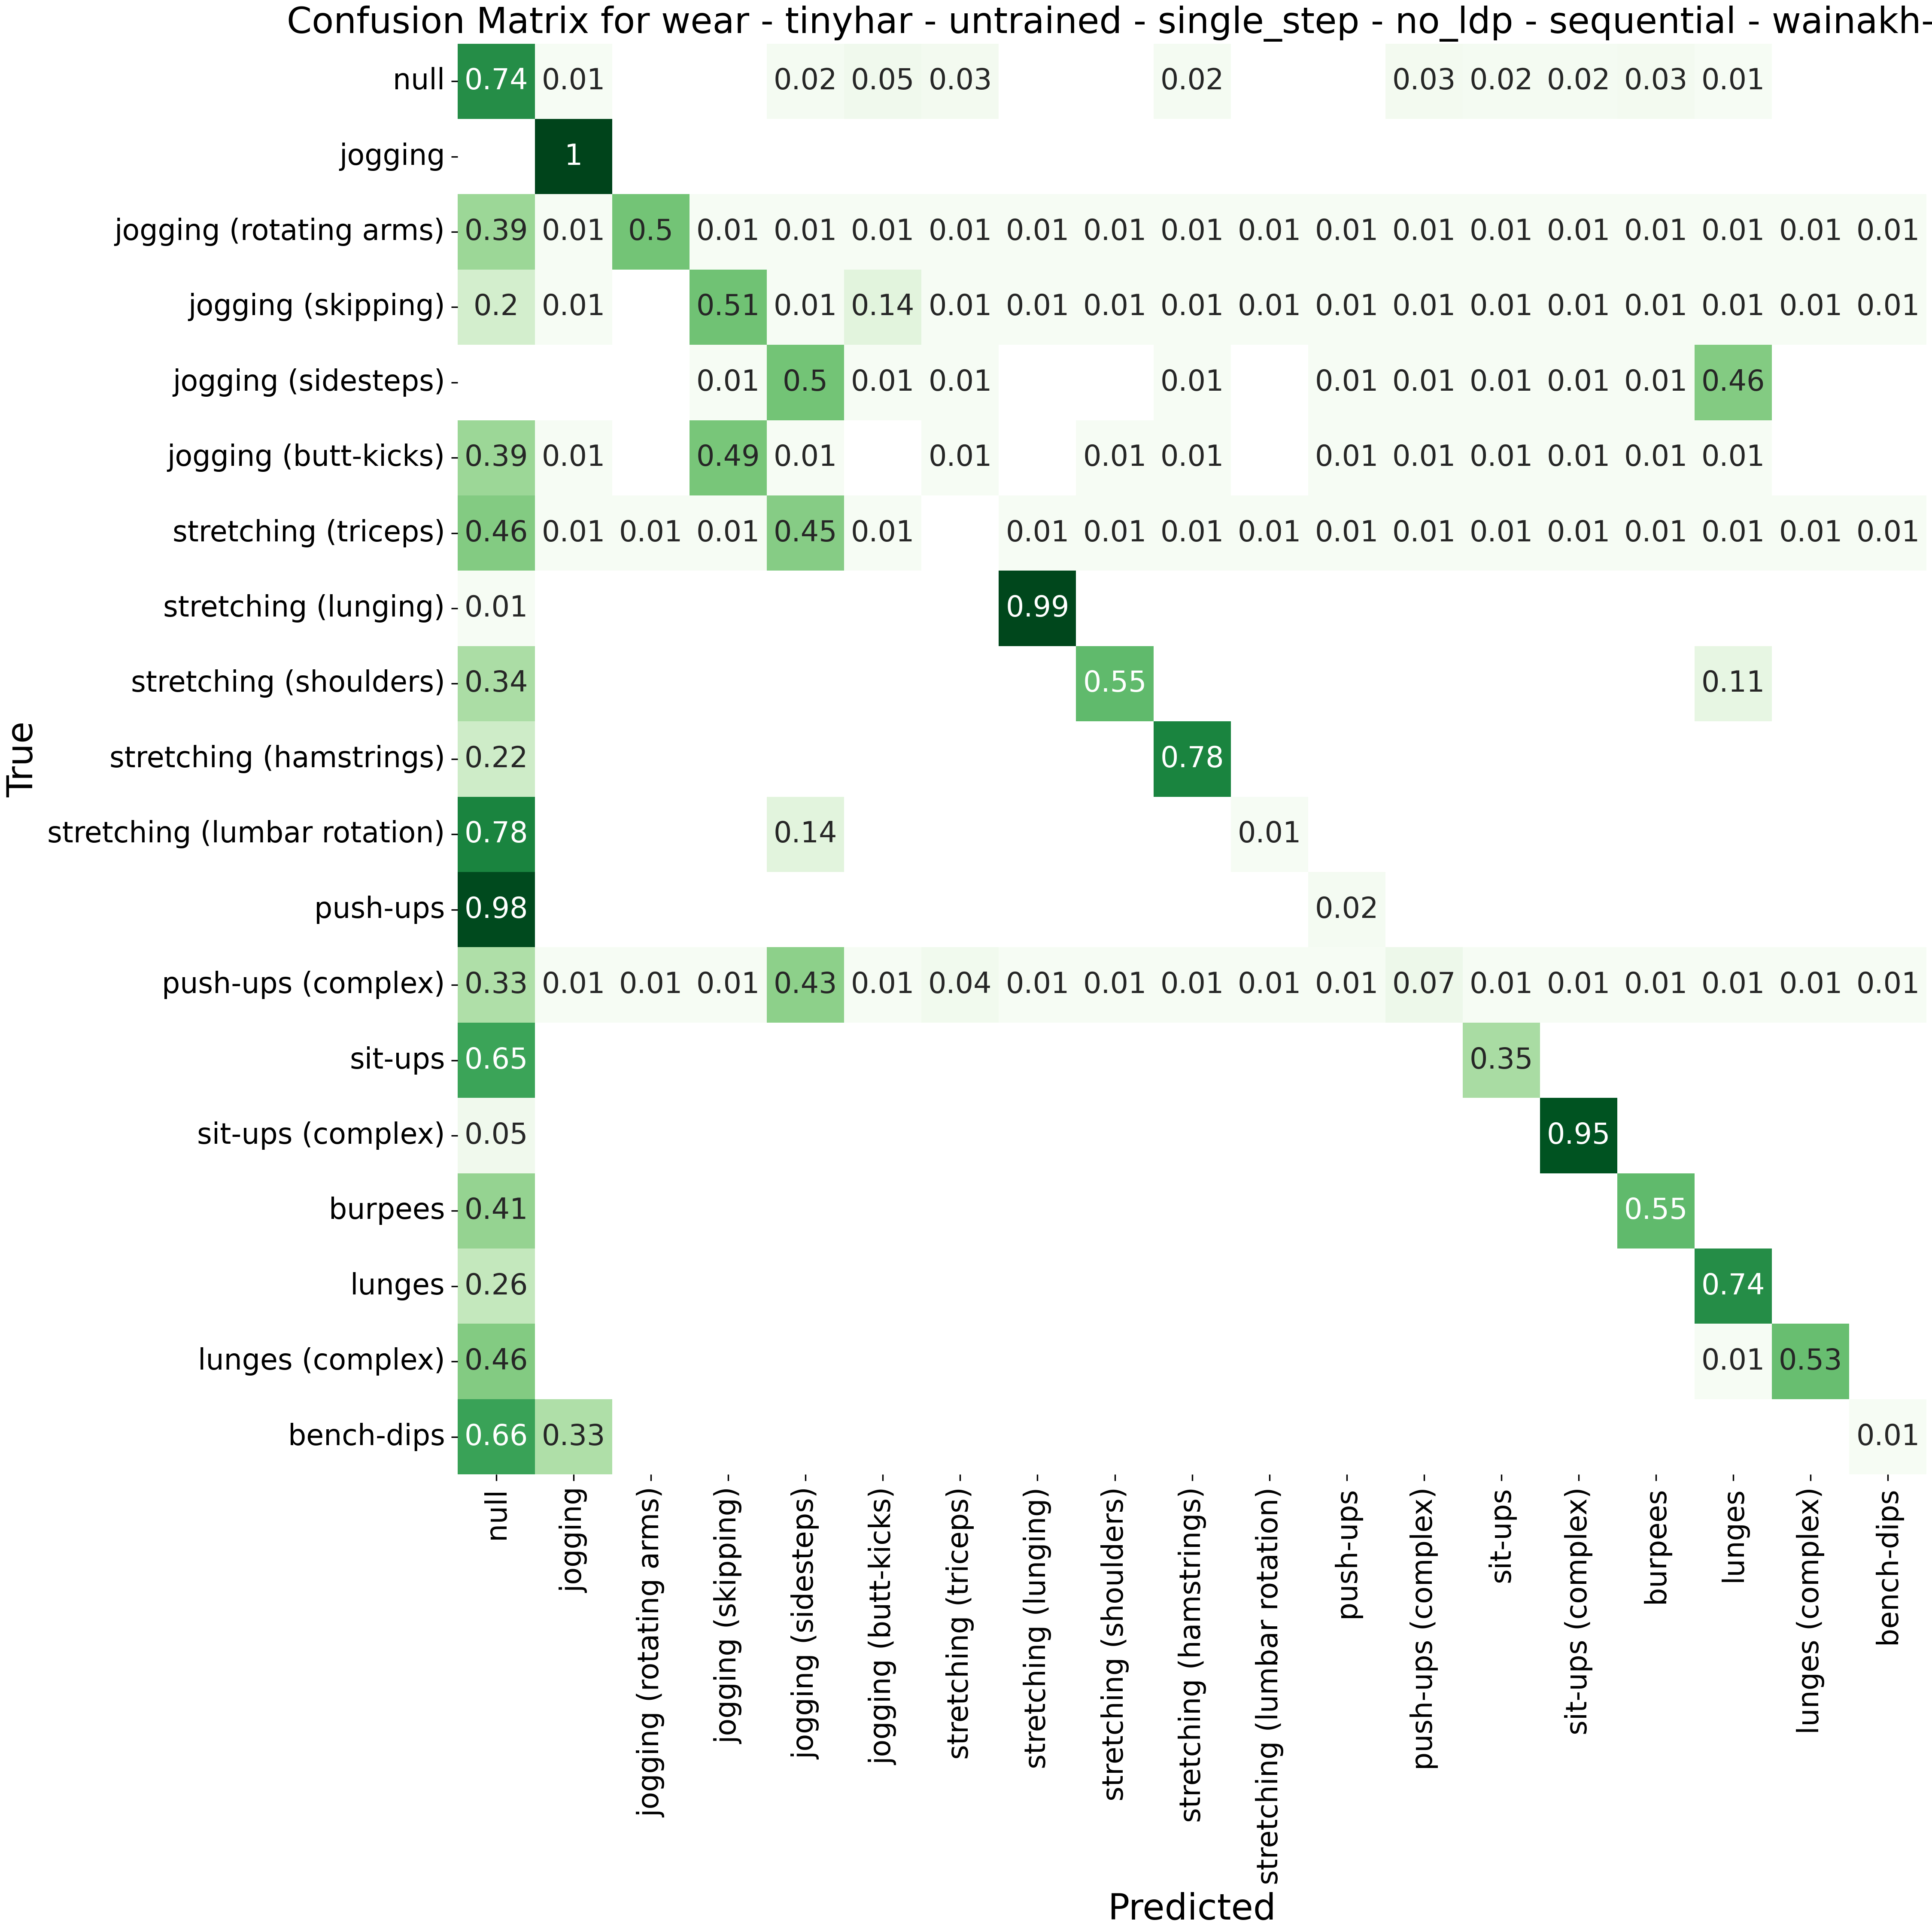 Confusion Matrix for wear - tinyhar - untrained - single_step - no_ldp - sequential - wainakh-
null 0.74 0.01 0.02 0.05 0.03 0.02 0.03 0.02 0.02 0.03 0.01
jogging 1
jogging (rotating arms) 0.39 0.01 0.5 0.01 0.01 0.01 0.01 0.01 0.01 0.01 0.01 0.01 0.01 0.01 0.01 0.01 0.01 0.01 0.01
jogging (skipping) 0.2 0.01 0.51 0.01 0.14 0.01 0.01 0.01 0.01 0.01 0.01 0.01 0.01 0.01 0.01 0.01 0.01 0.01
jogging (sidesteps) 0.01 0.5 0.01 0.01 0.01 0.01 0.01 0.01 0.01 0.01 0.46
jogging (butt-kicks) 0.39 0.01 0.49 0.01 0.01 0.01 0.01 0.01 0.01 0.01 0.01 0.01 0.01
stretching (triceps) 0.46 0.01 0.01 0.01 0.45 0.01 0.01 0.01 0.01 0.01 0.01 0.01 0.01 0.01 0.01 0.01 0.01 0.01
stretching (lunging) 0.01 0.99
stretching (shoulders) 0.34 0.55 0.11
stretching (hamstrings) 0.22 0.78
stretching (lumbar rotation) 0.78 0.14 0.01
push-ups 0.98 0.02
push-ups (complex) 0.33 0.01 0.01 0.01 0.43 0.01 0.04 0.01 0.01 0.01 0.01 0.01 0.07 0.01 0.01 0.01 0.01 0.01 0.01
sit-ups 0.65 0.35
sit-ups (complex) 0.05 0.95
burpees 0.41 0.55
lunges 0.26 0.74
lunges (complex) 0.46 0.01 0.53
bench-dips 0.66 0.33 0.01
True
null
jogging
jogging (rotating arms)
jogging (skipping)
jogging (sidesteps)
jogging (butt-kicks)
stretching (triceps)
stretching (lunging)
stretching (shoulders)
stretching (hamstrings)
stretching (lumbar rotation)
push-ups
push-ups (complex)
sit-ups
sit-ups (complex)
burpees
lunges
lunges (complex)
bench-dips
Predicted